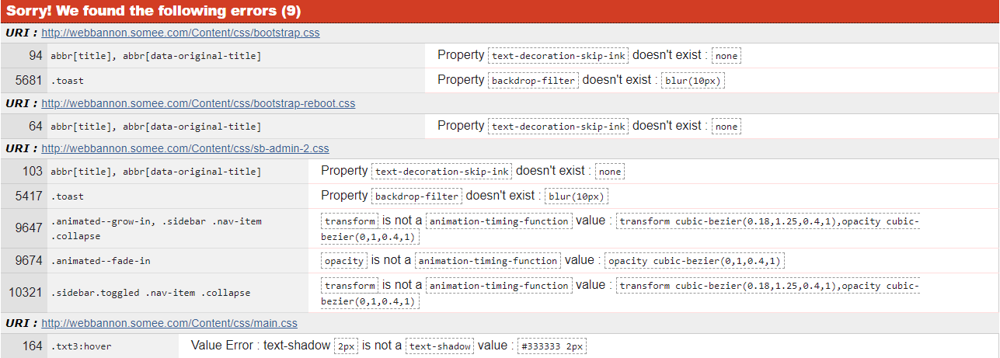 Sorry! We found the following errors (9)
URI : http://webbannon.somee.com/Content/css/bootstrap.css
94 abbr[title], abbr[data-original-title] Property text-decoration-skip-ink doesn't exist : none
5681 .toast Property backdrop-filter doesn't exist : blur(10px)
URI : http://webbannon.somee.com/Content/css/bootstrap-reboot.css
64 abbr[title], abbr[data-original-title] Property text-decoration-skip-ink doesn't exist : none
URI : http://webbannon.somee.com/Content/css/sb-admin-2.css
103 abbr[title], abbr[data-original-title] Property text-decoration-skip-ink doesn't exist : none
5417 .toast Property backdrop-filter doesn't exist : blur(10px)
9647 .animated--grow-in, .sidebar .nav-item
.collapse
transform is not a animation-timing-function value : transform cubic-bezier(0.18,1.25,0.4,1),opacity cubic-
bezier(0,1,0.4,1)
9674 .animated--fade-in opacity is not a animation-timing-function value : opacity cubic-bezier(0,1,0.4,1)
10321 .sidebar.toggled .nav-item .collapse transform is not a animation-timing-function value : transform cubic-bezier(0.18,1.25,0.4,1),opacity cubic-
bezier(0,1,0.4,1)
URI : http://webbannon.somee.com/Content/css/main.css
164 .txt3:hover Value Error : text-shadow 2px is not a text-shadow value : #333333 2px